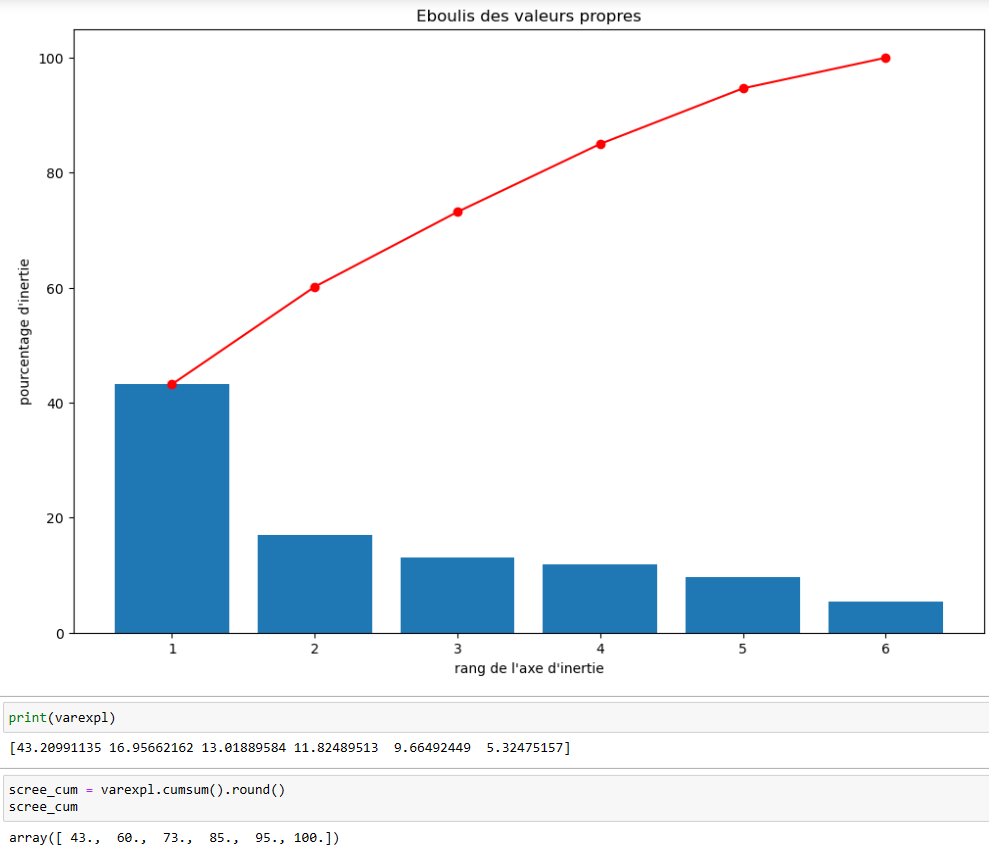 Eboulis des valeurs propres
100
80
60
40
20
0
pourcentage d'inertie
1 2 3 4 5 6
rang de l'axe d'inertie
print(varexpl)
[43.20991135 16.95662162 13.01889584 11.82489513  9.66492449  5.32475157]
scree_cum = varexpl.cumsum().round()
scree_cum
array([ 43.,  60.,  73.,  85.,  95., 100.])